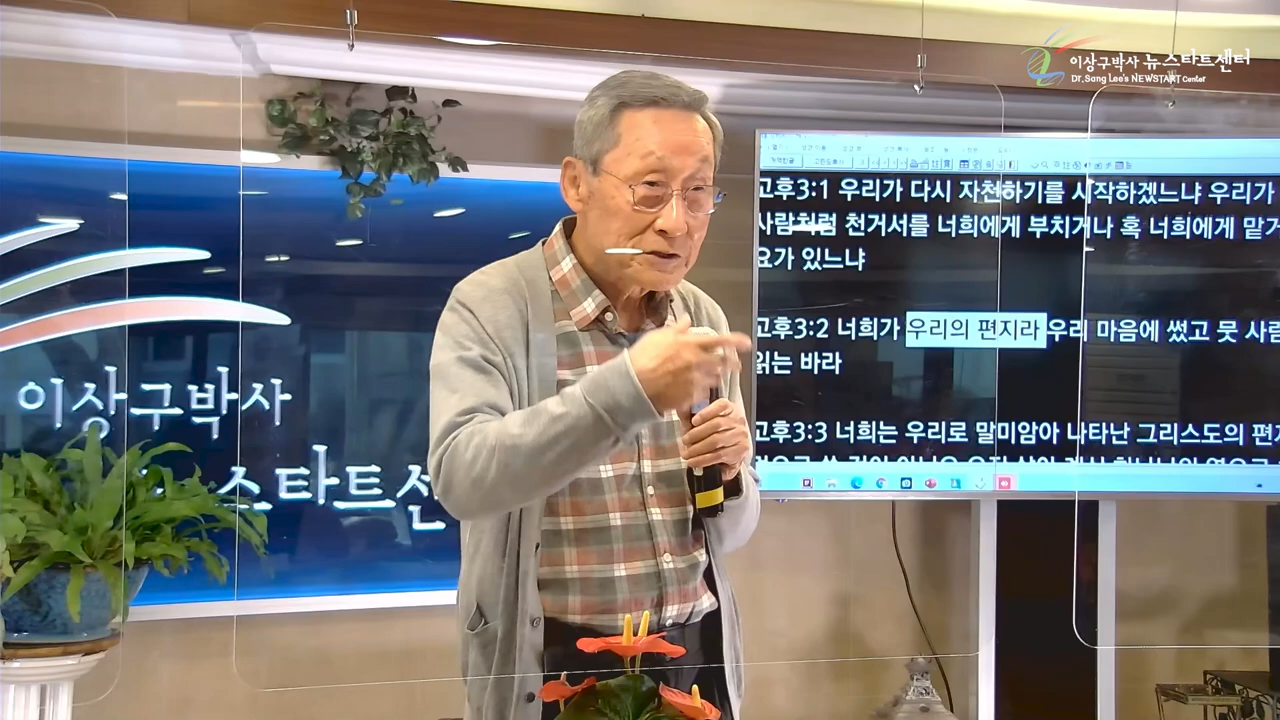 이상구박사 뉴스타트센터
Dr. Sang Lee's NEWSTART Center
이상구박사
스타트센
고후3:1 우리가 다시 자천하기를 시작하겠느냐 우리가
사람처럼 천거서를 너희에게 부치거나 혹 너희에게 맡거
요가 있느냐
고후3:2 너희가 우리의 편지라 우리 마음에 썼고 뭇 사람
읽는 바라
고후3:3 너희는 우리로 말미암아 나타난 그리스도의 편지